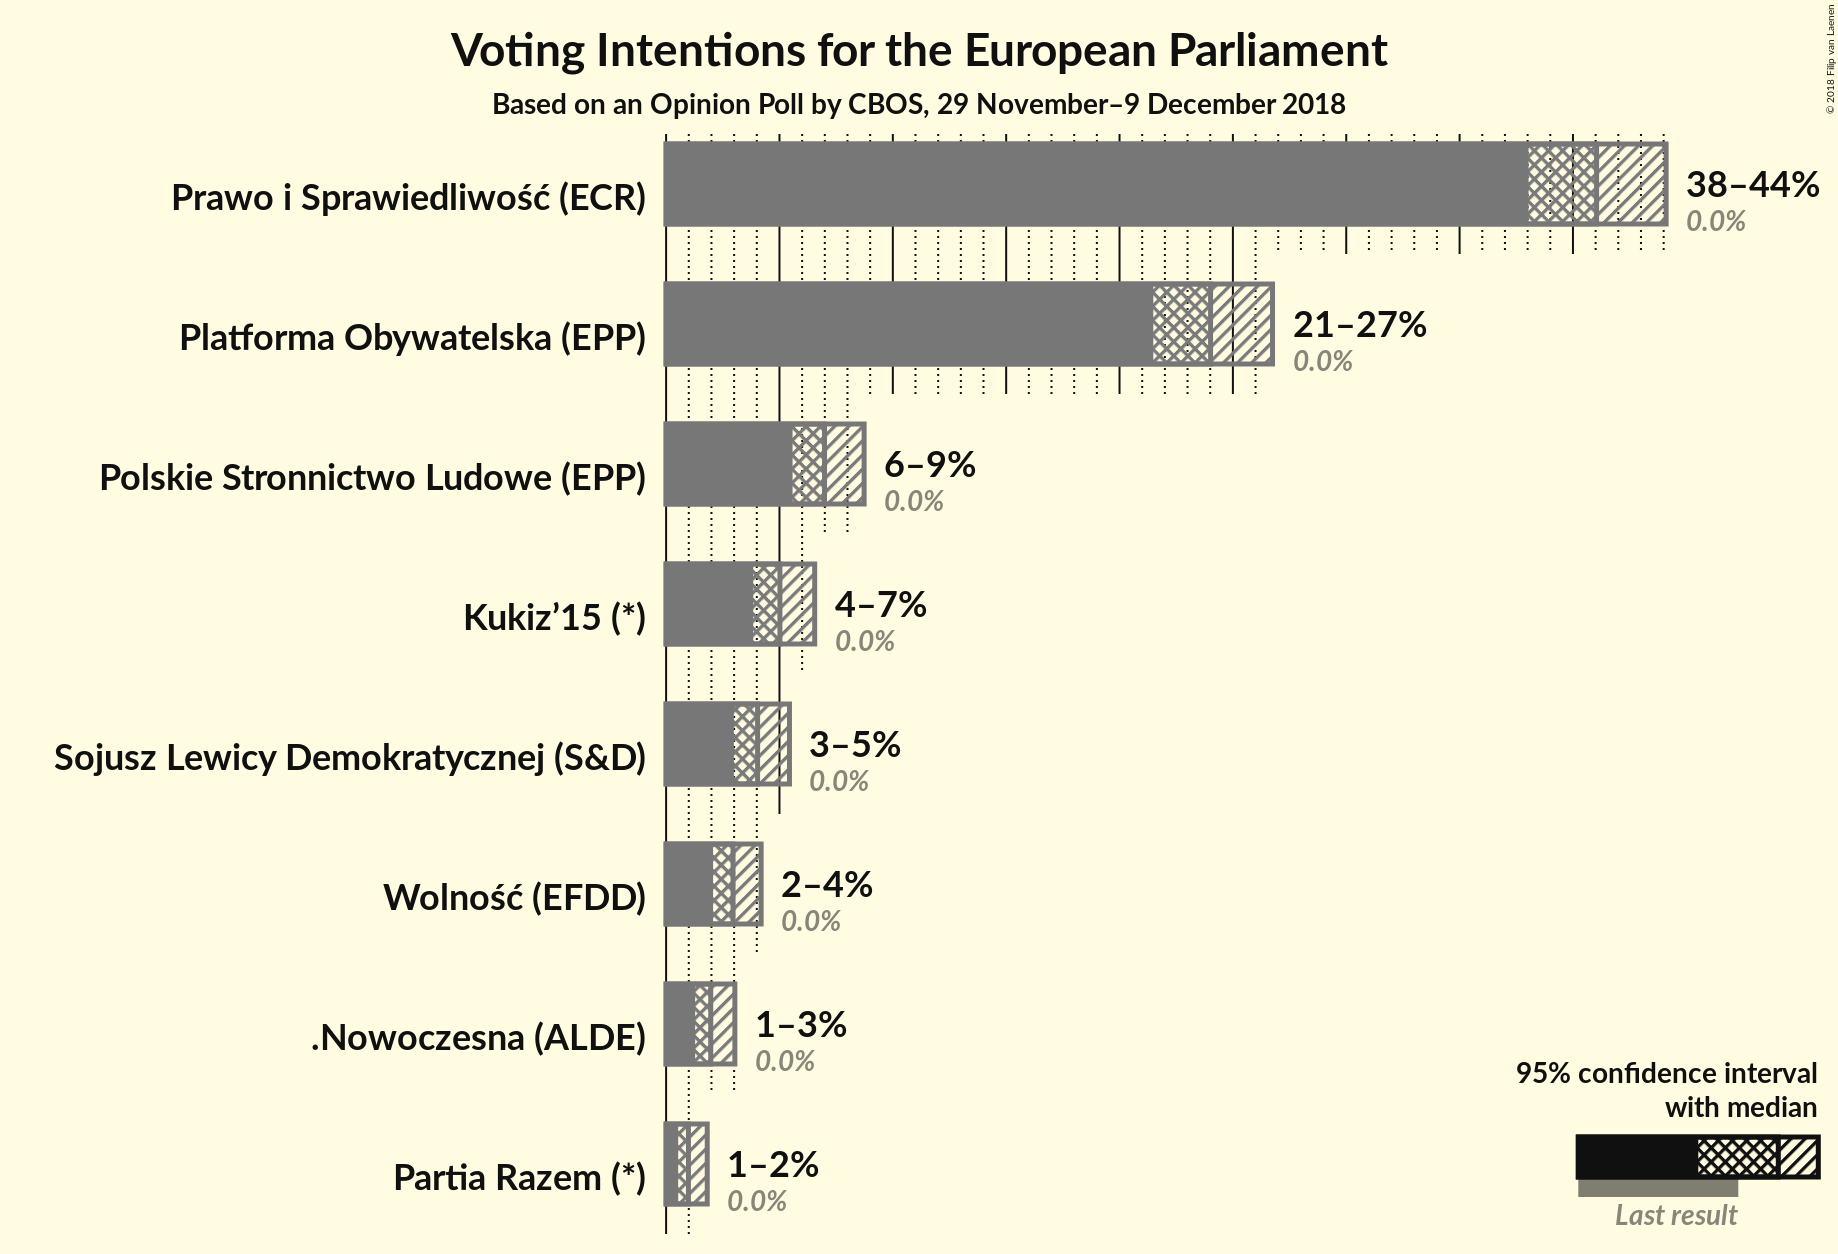 Voting Intentions for the European Parliament
Based on an Opinion Poll by CBOS, 29 November–9 December 2018
© 2018 Filip van Laenen
Prawo i Sprawiedliwość (ECR)
38–44%
0.0%
Platforma Obywatelska (EPP)
21–27%
0.0%
Polskie Stronnictwo Ludowe (EPP)
6–9%
0.0%
Kukiz’15 (*)
4–7%
0.0%
Sojusz Lewicy Demokratycznej (S&D)
3–5%
0.0%
Wolność (EFDD)
2–4%
0.0%
.Nowoczesna (ALDE)
1–3%
0.0%
Partia Razem (*)
1–2%
0.0%
95% confidence interval
with median
Last result